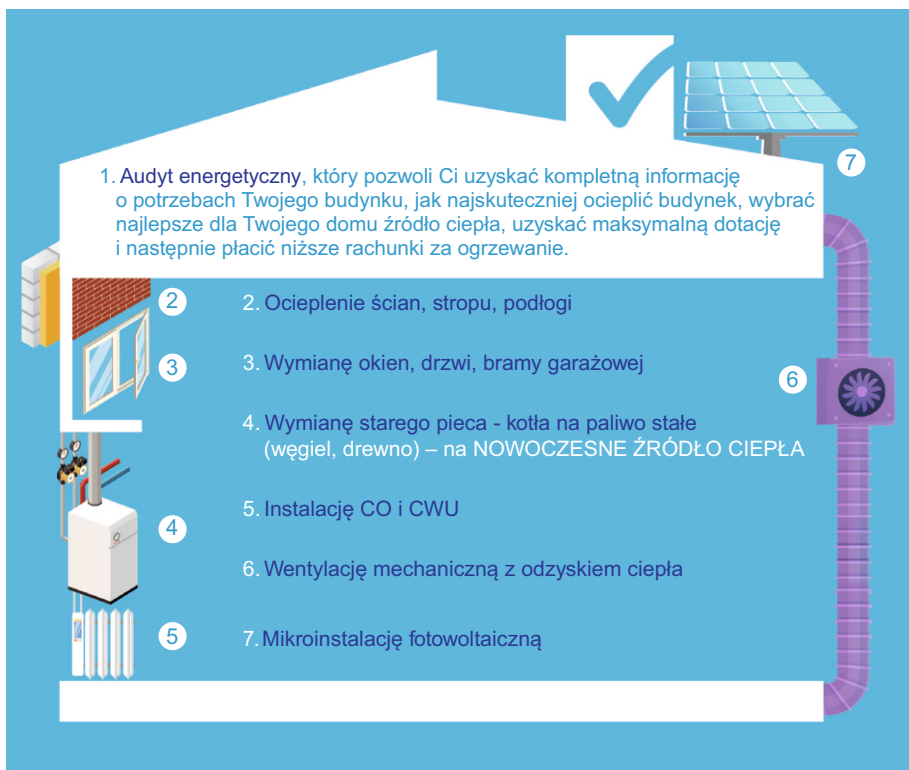 7
1. Audyt energetyczny, który pozwoli Ci uzyskać kompletną informację
o potrzebach Twojego budynku, jak najskuteczniej ocieplić budynek, wybrać
najlepsze dla Twojego domu źródło ciepła, uzyskać maksymalną dotację
i następnie płacić niższe rachunki za ogrzewanie.
2
2. Ocieplenie ścian, stropu, podłogi
3
3. Wymianę okien, drzwi, bramy garażowej
6
4. Wymianę starego pieca - kotła na paliwo stałe
(węgiel, drewno) – na NOWOCZESNE ŹRÓDŁO CIEPŁA
4
5. Instalację CO i CWU
6. Wentylację mechaniczną z odzyskiem ciepła
5
7. Mikroinstalację fotowoltaiczną